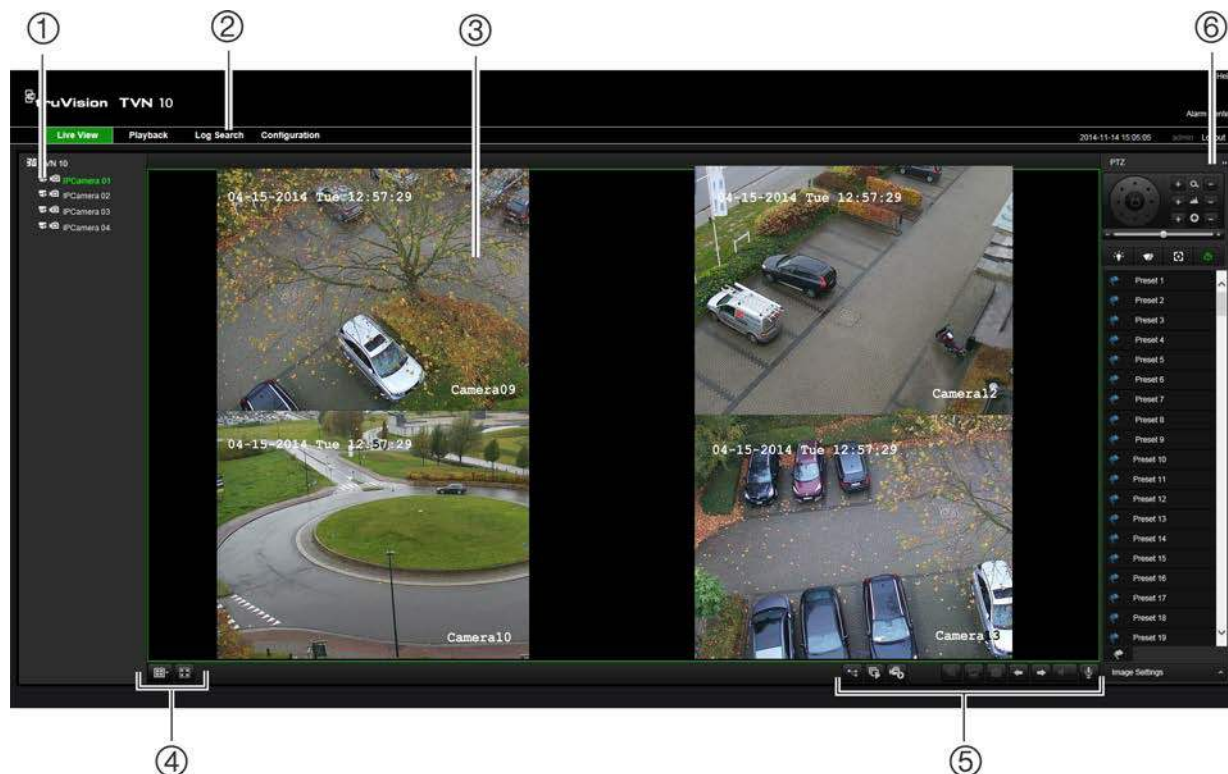 ① ② ③ ⑥
truVision TVN 10
Alarm
Live View Playback Log Search Configuration
2014-11-14 15:05:05 admin Logout
TVN 10
IPCamera 01
IPCamera 02
IPCamera 03
IPCamera 04
04-15-2014 Tue 12:57:29
Camera09
04-15-2014 Tue 12:57:29
Camera12
04-15-2014 Tue 12:57:29
Camera10
04-15-2014 Tue 12:57:29
Camera13
PTZ
Preset 1
Preset 2
Preset 3
Preset 4
Preset 5
Preset 6
Preset 7
Preset 8
Preset 9
Preset 10
Preset 11
Preset 12
Preset 13
Preset 14
Preset 15
Preset 16
Preset 17
Preset 18
Preset 19
Image Settings
④ ⑤